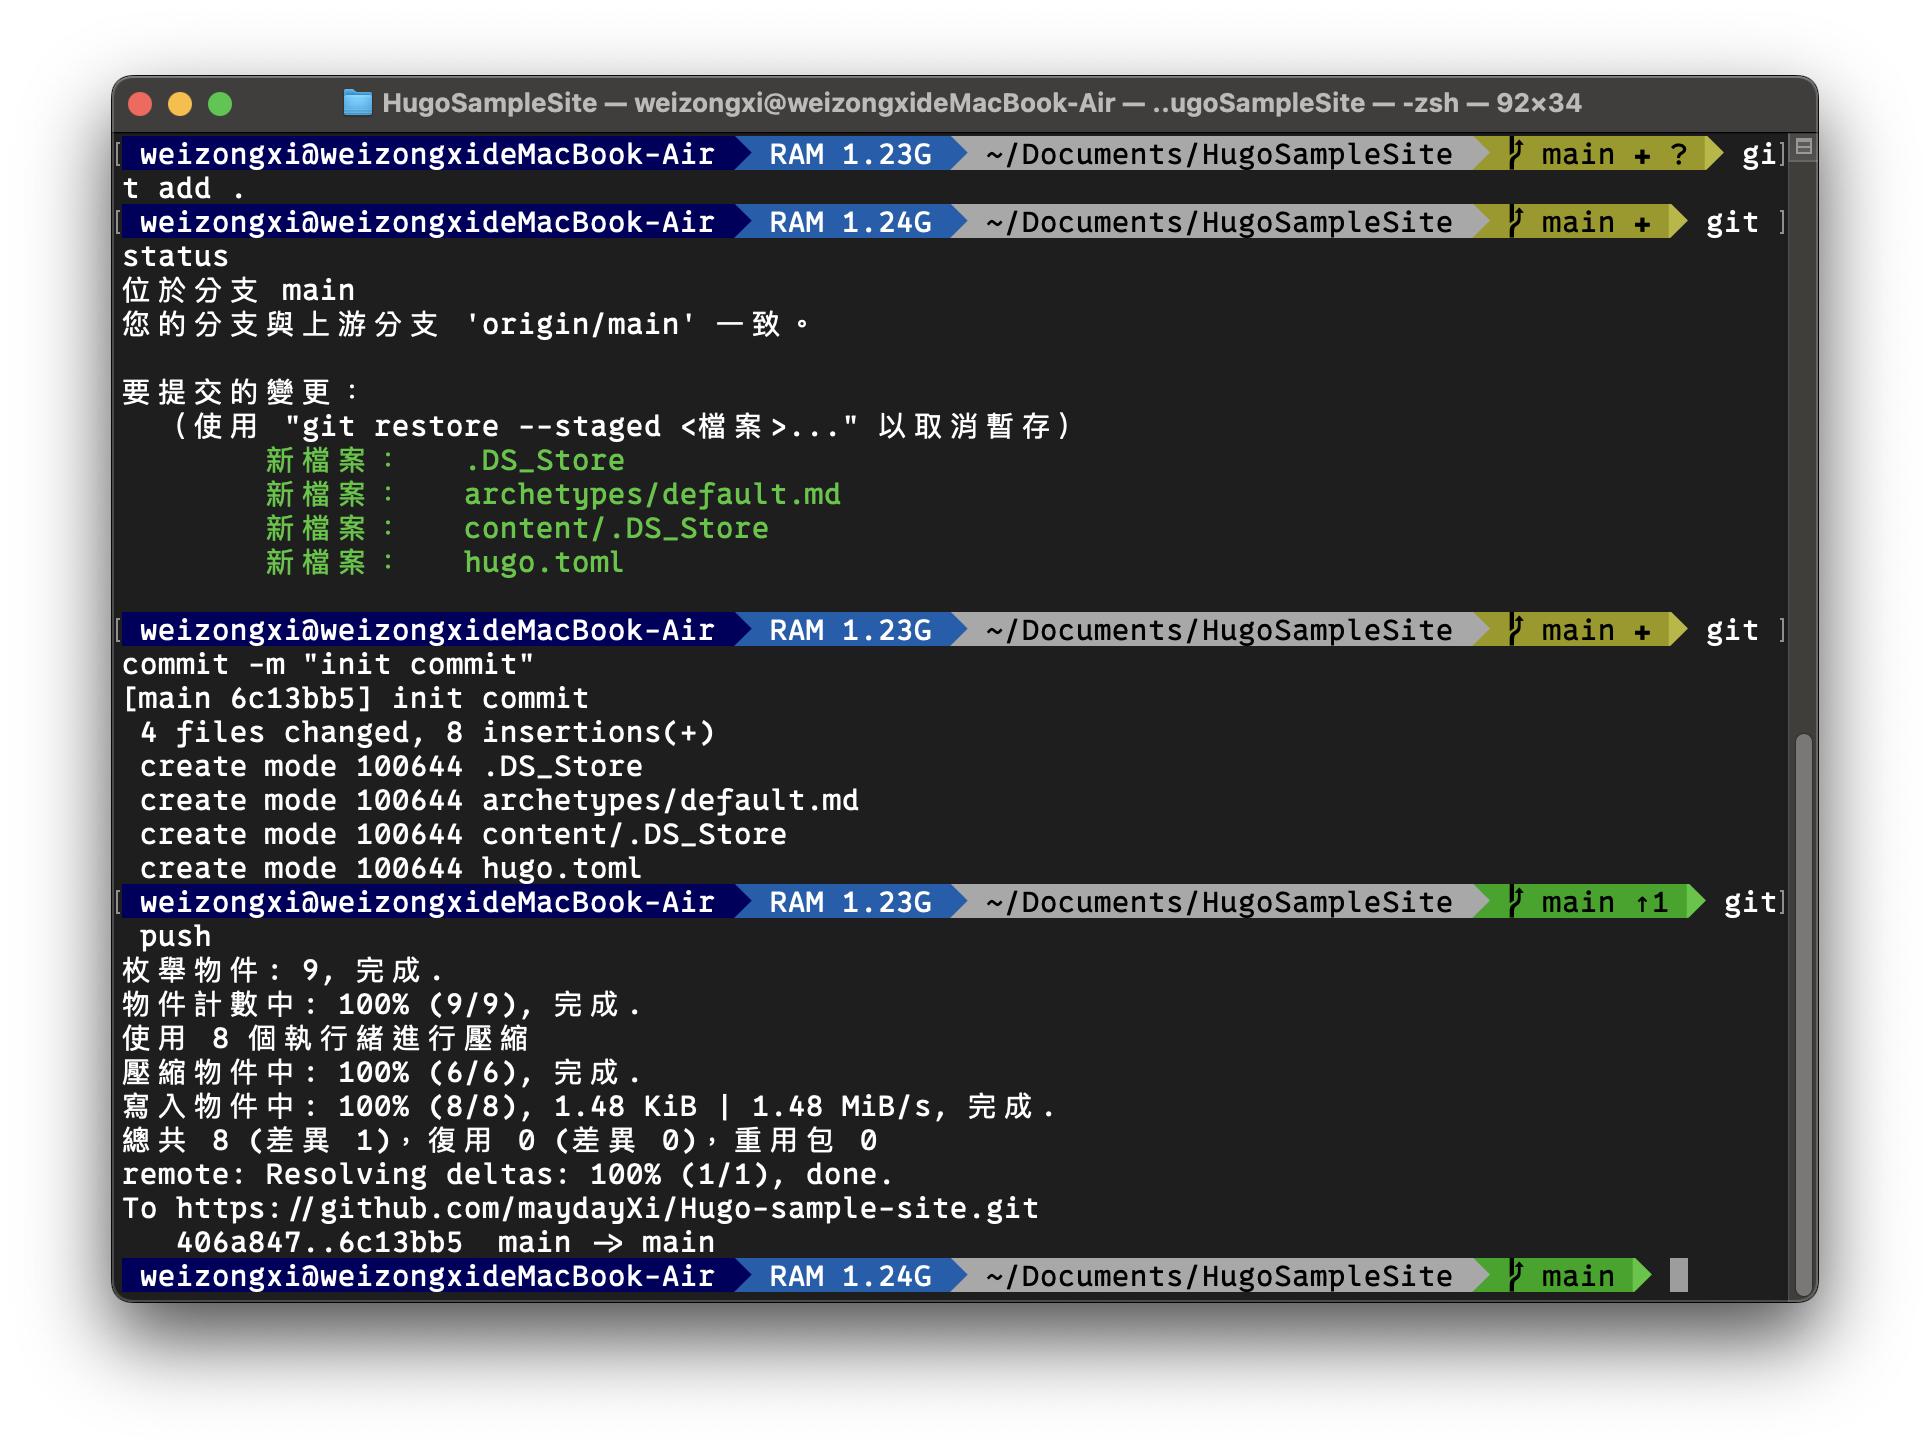 HugoSampleSite — weizongxi@weizongxideMacBook-Air — ..ugoSampleSite — -zsh — 92×34
weizongxi@weizongxideMacBook-Air RAM 1.23G ~/Documents/HugoSampleSite main + ? gi
t add .
weizongxi@weizongxideMacBook-Air RAM 1.24G ~/Documents/HugoSampleSite main + git
status
位於分支 main
您的分支與上游分支 'origin/main' 一致。
要提交的變更：
（使用 "git restore --staged <檔案>..." 以取消暫存）
新檔案： .DS_Store
新檔案： archetypes/default.md
新檔案： content/.DS_Store
新檔案： hugo.toml
weizongxi@weizongxideMacBook-Air RAM 1.23G ~/Documents/HugoSampleSite main + git
commit -m "init commit"
[main 6c13bb5] init commit
4 files changed, 8 insertions(+)
create mode 100644 .DS_Store
create mode 100644 archetypes/default.md
create mode 100644 content/.DS_Store
create mode 100644 hugo.toml
weizongxi@weizongxideMacBook-Air RAM 1.23G ~/Documents/HugoSampleSite main ↑1 git
push
枚舉物件: 9, 完成.
物件計數中: 100% (9/9), 完成.
使用 8 個執行緒進行壓縮
壓縮物件中: 100% (6/6), 完成.
寫入物件中: 100% (8/8), 1.48 KiB | 1.48 MiB/s, 完成.
總共 8 (差異 1)，復用 0 (差異 0)，重用包 0
remote: Resolving deltas: 100% (1/1), done.
To https://github.com/maydayXi/Hugo-sample-site.git
406a847..6c13bb5 main -> main
weizongxi@weizongxideMacBook-Air RAM 1.24G ~/Documents/HugoSampleSite main